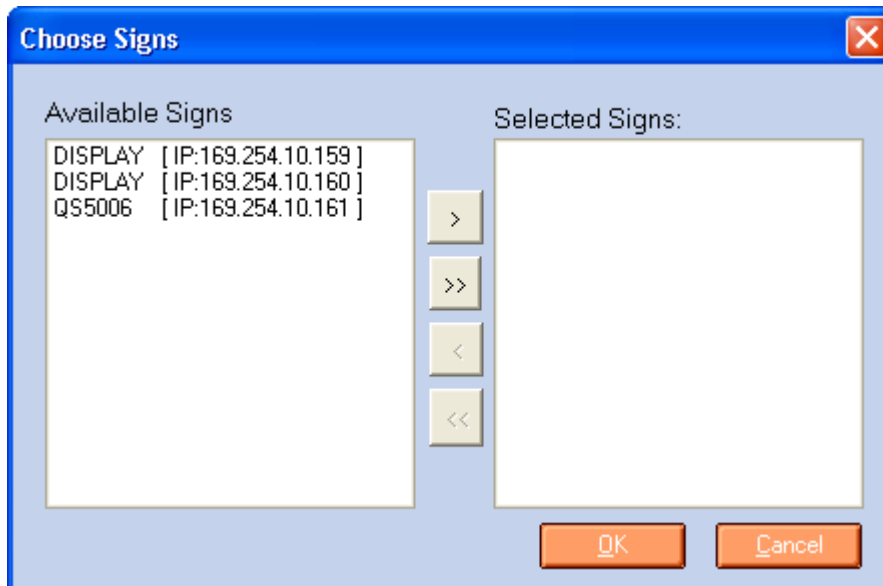 Choose Signs
Available Signs
DISPLAY [ IP:169.254.10.159 ]
DISPLAY [ IP:169.254.10.160 ]
QS5006 [ IP:169.254.10.161 ]
Selected Signs:
>
>>
<
<<
OK
Cancel